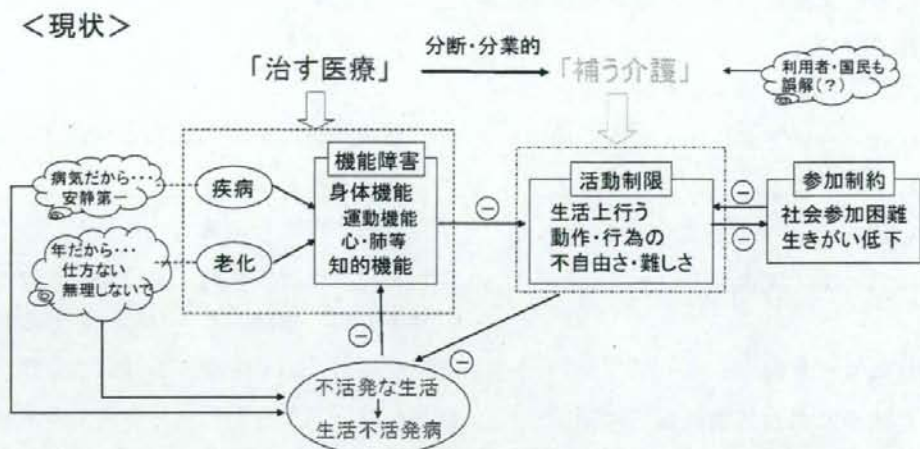 ＜現状＞
分断・分業的
「治す医療」
「補う介護」
利用者・国民も
誤解(？)
病気だから・・・
安静第一
疾病
機能障害
身体機能
運動機能
心・肺等
知的機能
⊖
活動制限
生活上行う
動作・行為の
不自由さ・難しさ
⊖
⊖
参加制約
社会参加困難
生きがい低下
年だから・・・
仕方ない
無理しないで
老化
⊖
⊖
不活発な生活
生活不活発病